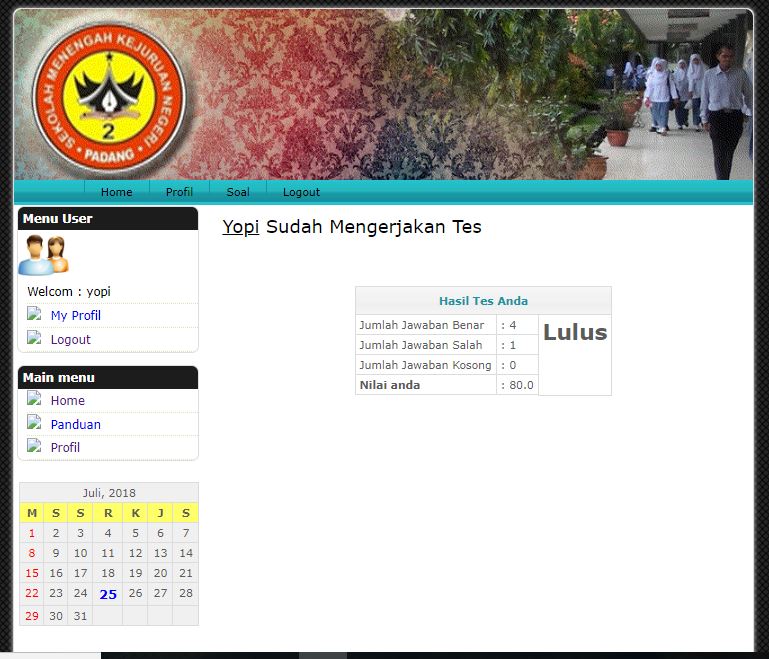 SEKOLAH MENENGAH KEJURUAN NEGERI
2
• PADANG •
Home Profil Soal Logout
Menu User
Welcom : yopi
My Profil
Logout
Main menu
Home
Panduan
Profil
Juli, 2018
M S S R K J S
1 2 3 4 5 6 7
8 9 10 11 12 13 14
15 16 17 18 19 20 21
22 23 24 25 26 27 28
29 30 31
Yopi Sudah Mengerjakan Tes
Hasil Tes Anda
Jumlah Jawaban Benar : 4
Jumlah Jawaban Salah : 1
Jumlah Jawaban Kosong : 0
Nilai anda : 80.0
Lulus